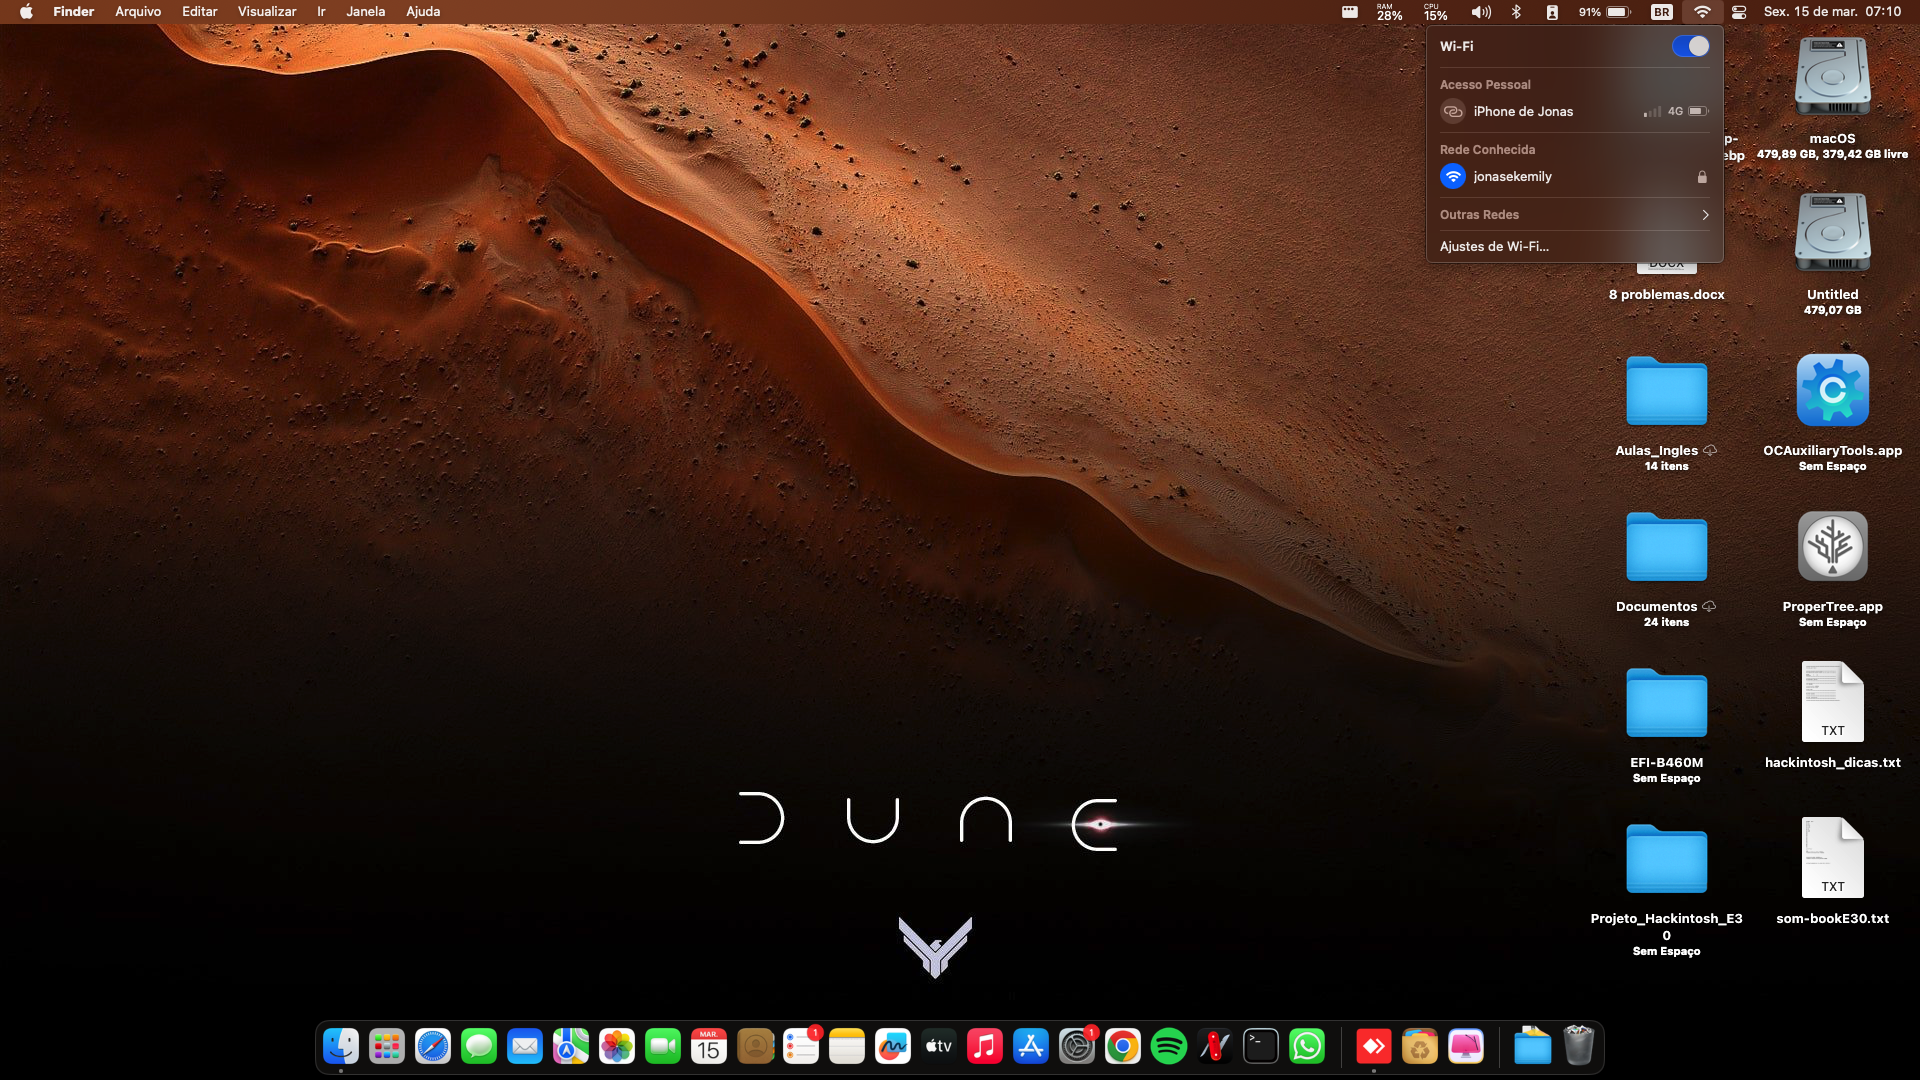 Finder Arquivo Editar Visualizar Ir Janela Ajuda
RAM 28% CPU 15% 91% BR Sex. 15 de mar. 07:10
Wi-Fi
Acesso Pessoal
iPhone de Jonas 4G
Rede Conhecida
jonasekemily
Outras Redes
Ajustes de Wi-Fi...
p-
ebp
macOS
479,89 GB, 379,42 GB livre
DOCX
8 problemas.docx
Untitled
479,07 GB
Aulas_Ingles
14 itens
OCAuxiliaryTools.app
Sem Espaço
Documentos
24 itens
ProperTree.app
Sem Espaço
EFI-B460M
Sem Espaço
TXT
hackintosh_dicas.txt
Projeto_Hackintosh_E3
0
Sem Espaço
TXT
som-bookE30.txt
DUNE
MAR.
15
1
tv
1